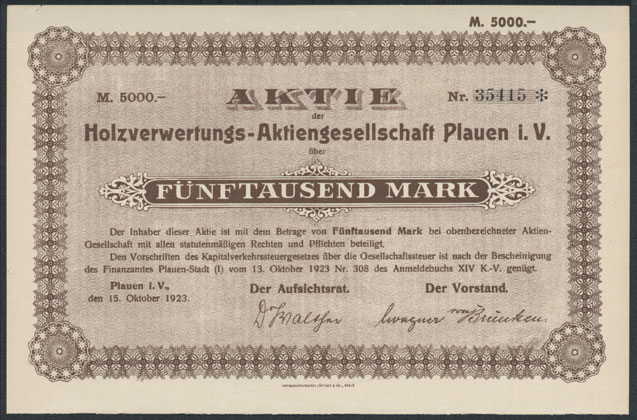 M. 5000.–
M. 5000.– AKTIE Nr. 35415 *
der
Holzverwertungs-Aktiengesellschaft Plauen i. V.
über
FÜNFTAUSEND MARK
Der Inhaber dieser Aktie ist mit dem Betrage von Fünftausend Mark bei obenbezeichneter Aktien-
Gesellschaft mit allen statutenmäßigen Rechten und Pflichten beteiligt.
Den Vorschriften des Kapitalverkehrssteuergesetzes über die Gesellschaftssteuer ist nach der Bescheinigung
des Finanzamtes Plauen-Stadt (I) vom 13. Oktober 1923 Nr. 308 des Anmeldebuchs XIV K.-V. genügt.
Plauen i. V., Der Aufsichtsrat. Der Vorstand.
den 15. Oktober 1923.
Dr Walther